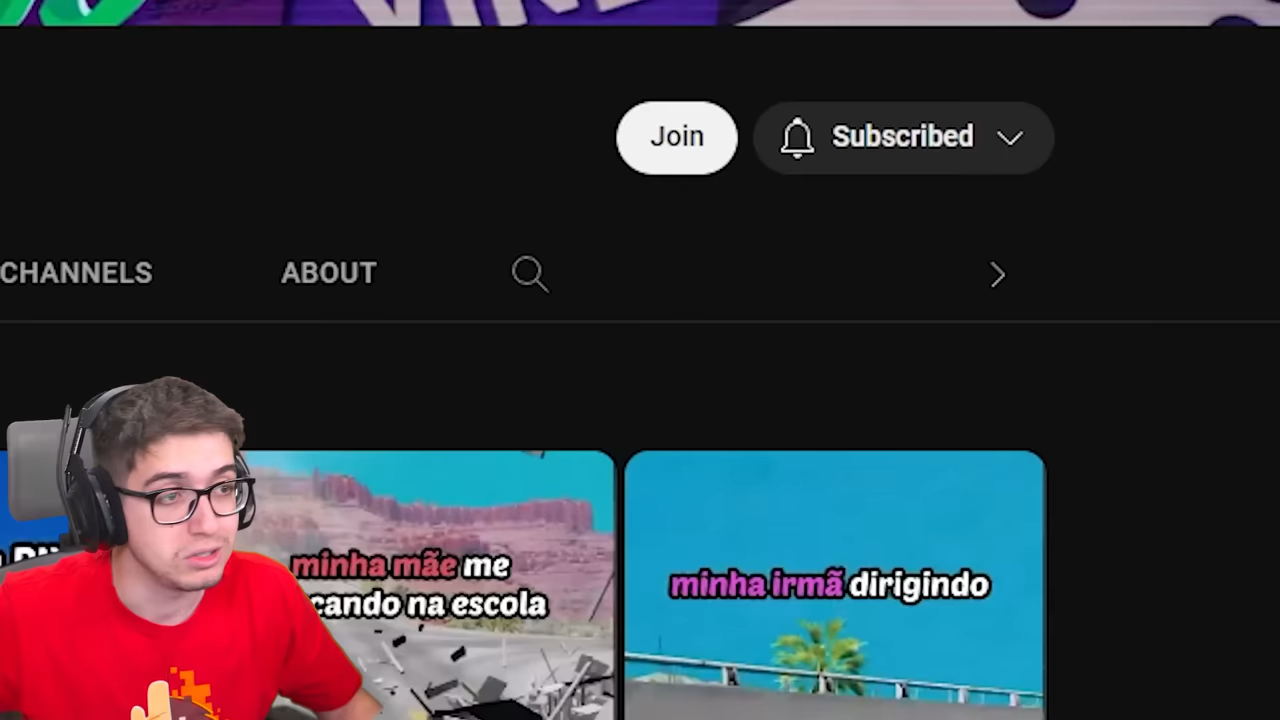 Join
Subscribed
CHANNELS
ABOUT
minha mãe me
cando na escola
minha irmã dirigindo